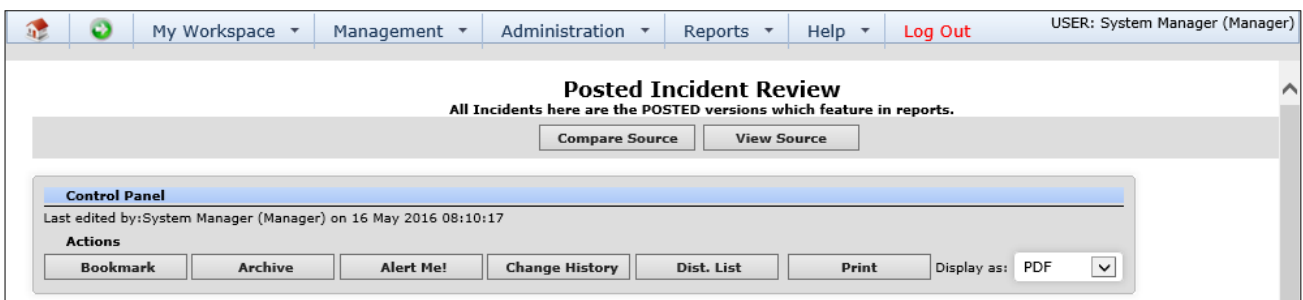 My Workspace Management Administration Reports Help Log Out USER: System Manager (Manager)
Posted Incident Review
All Incidents here are the POSTED versions which feature in reports.
Compare Source View Source
Control Panel
Last edited by:System Manager (Manager) on 16 May 2016 08:10:17
Actions
Bookmark Archive Alert Me! Change History Dist. List Print Display as: PDF